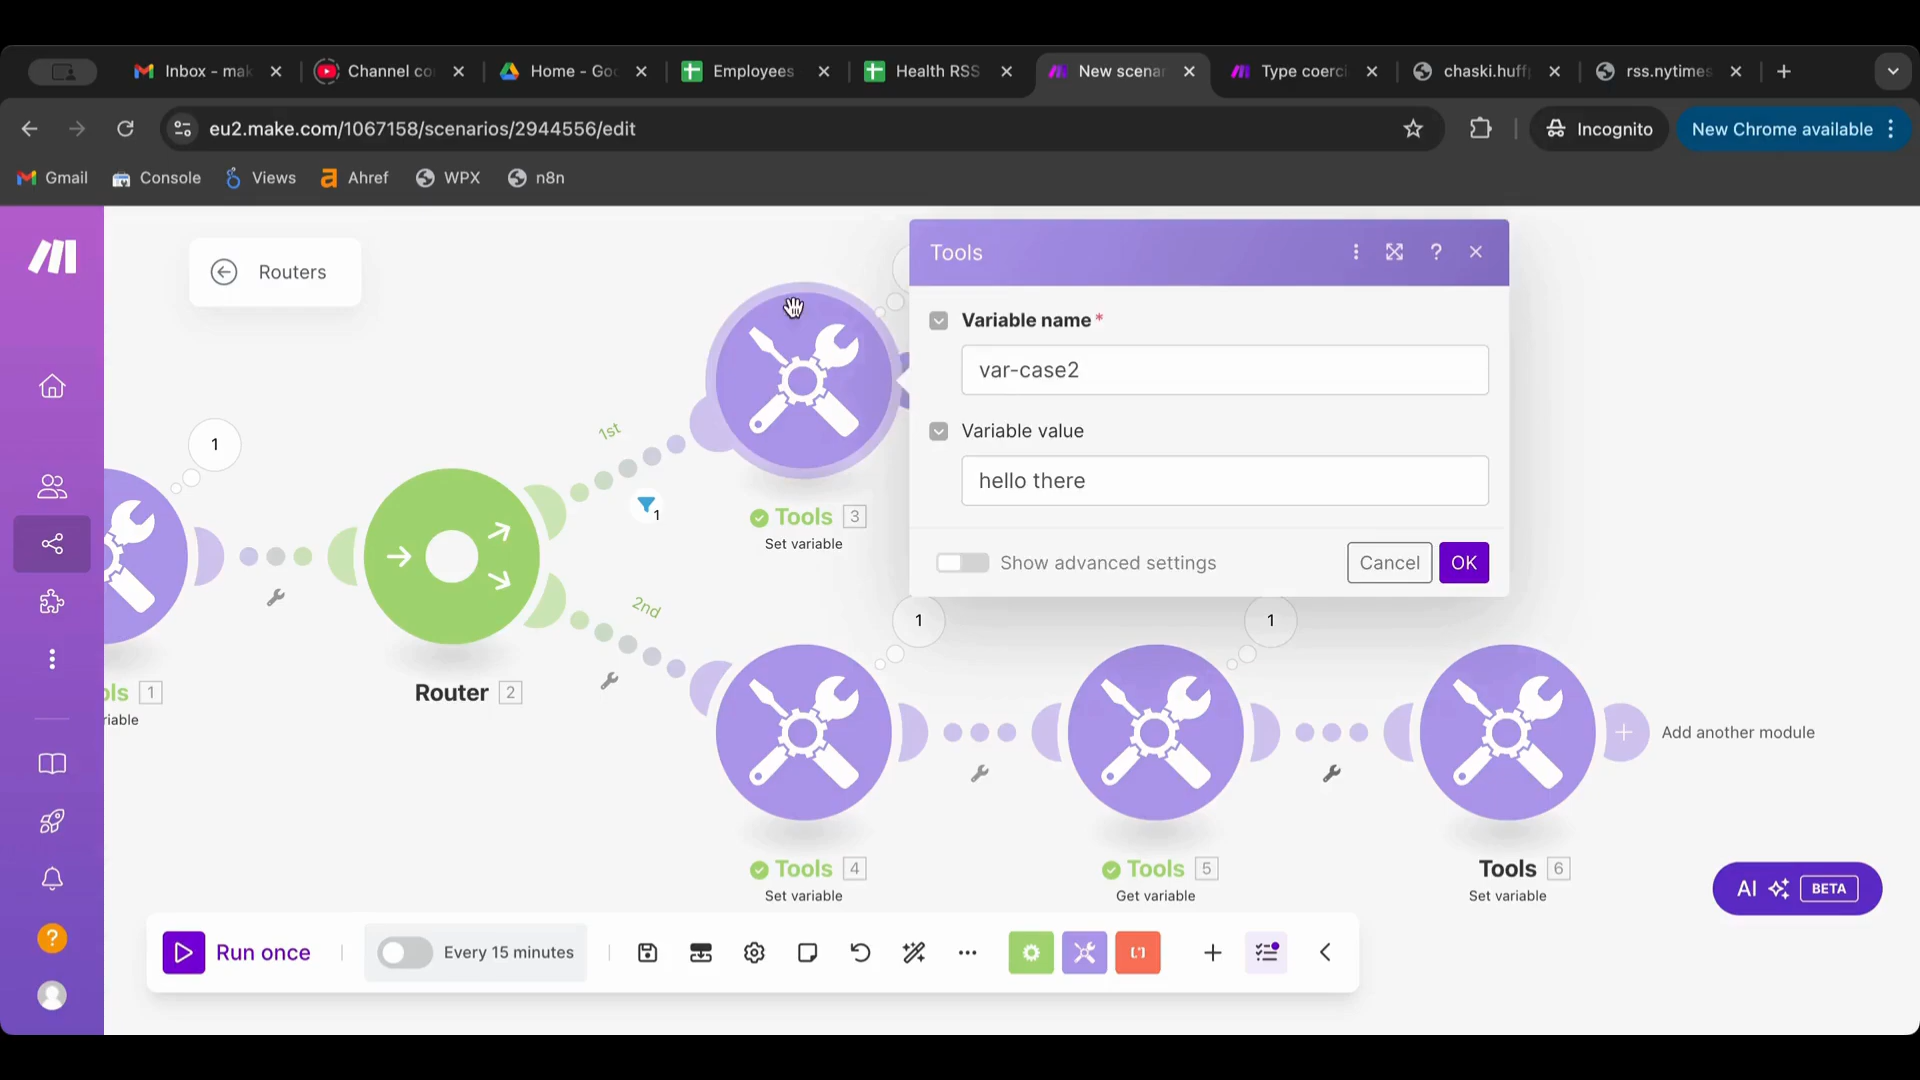 Inbox - mak
Channel co
Home - Goo
Employees
Health RSS
New scenar
Type coerci
chaski.huffp
rss.nytimes
eu2.make.com/1067158/scenarios/2944556/edit
Incognito
New Chrome available
Gmail
Console
Views
Ahref
WPX
n8n
Routers
Tools
Variable name *
var-case2
Variable value
hello there
Show advanced settings
Cancel
OK
1
1st
1
Tools 3
Set variable
2nd
1
1
Router 2
ols 1
riable
Add another module
Tools 4
Set variable
Tools 5
Get variable
Tools 6
Set variable
AI BETA
Run once
Every 15 minutes